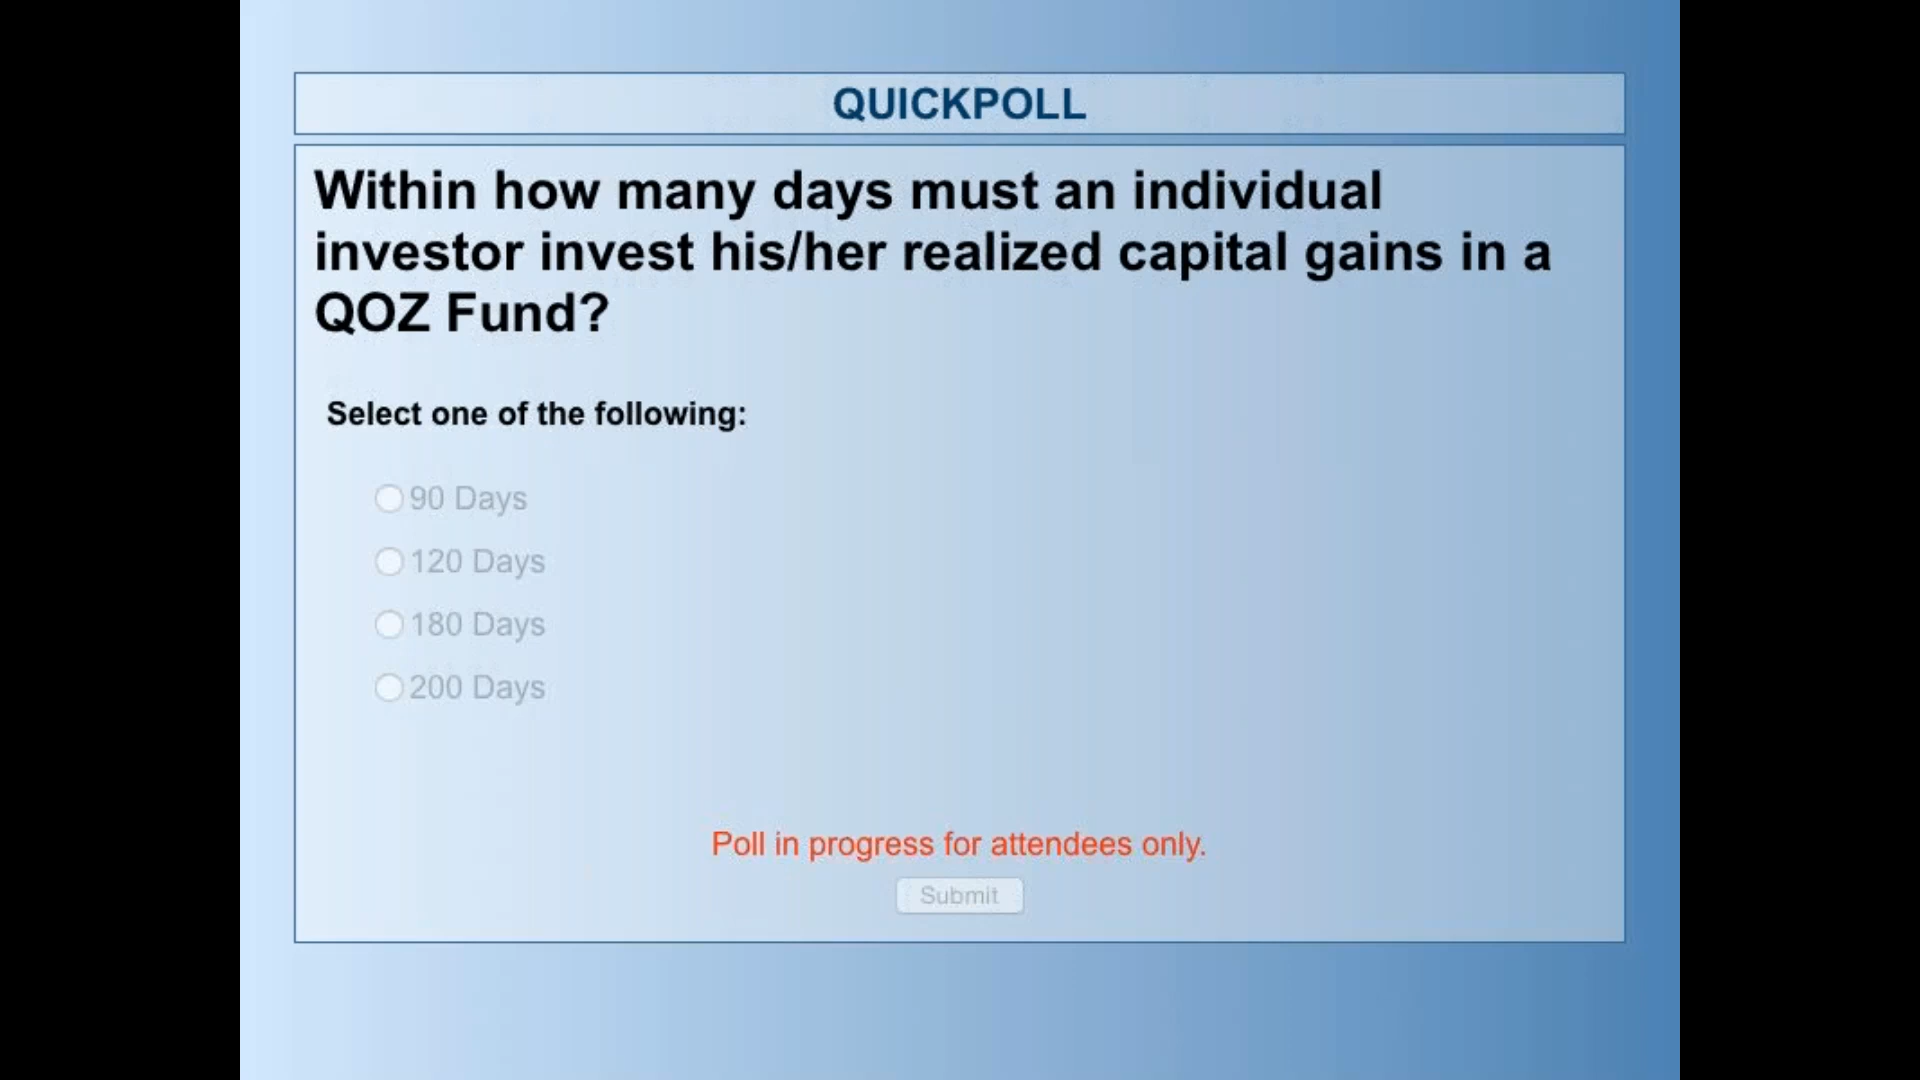 QUICKPOLL
Within how many days must an individual
investor invest his/her realized capital gains in a
QOZ Fund?
Select one of the following:
90 Days
120 Days
180 Days
200 Days
Poll in progress for attendees only.
Submit